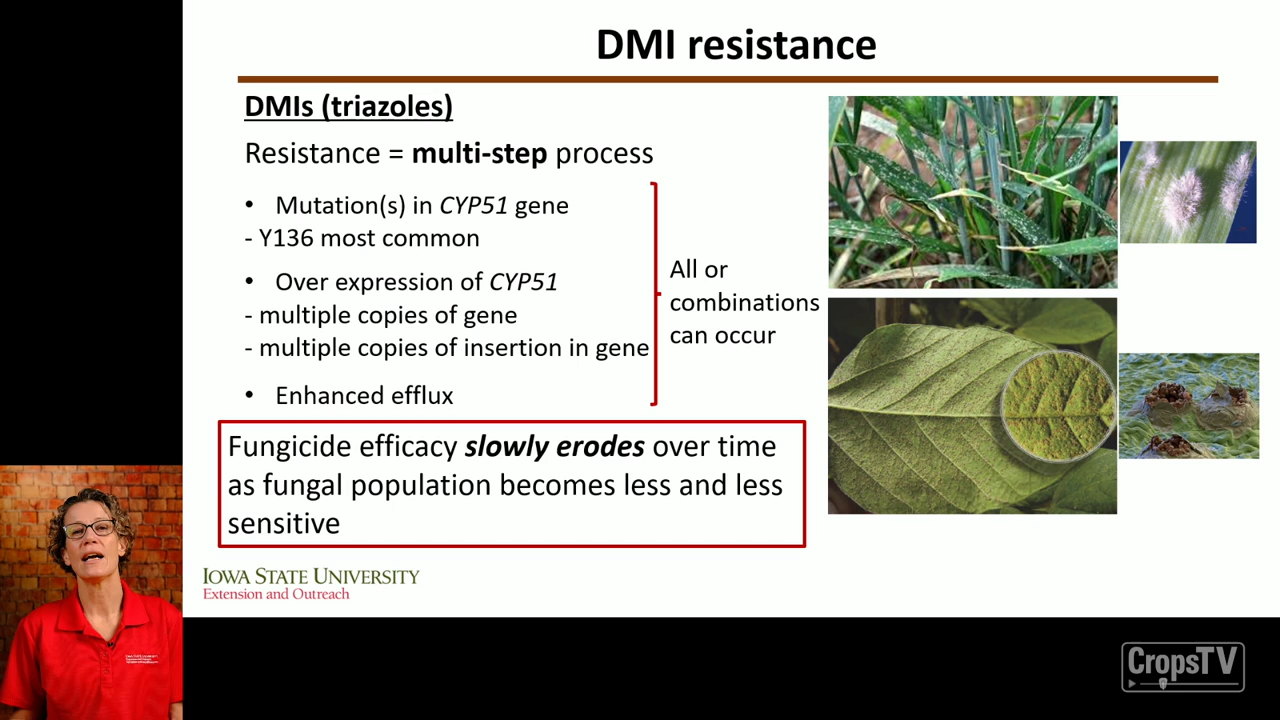 DMI resistance
DMIs (triazoles)
Resistance = multi-step process
• Mutation(s) in CYP51 gene
- Y136 most common
• Over expression of CYP51
- multiple copies of gene
- multiple copies of insertion in gene
• Enhanced efflux
All or
combinations
can occur
Fungicide efficacy slowly erodes over time
as fungal population becomes less and less
sensitive
IOWA STATE UNIVERSITY
Extension and Outreach
CropsTV